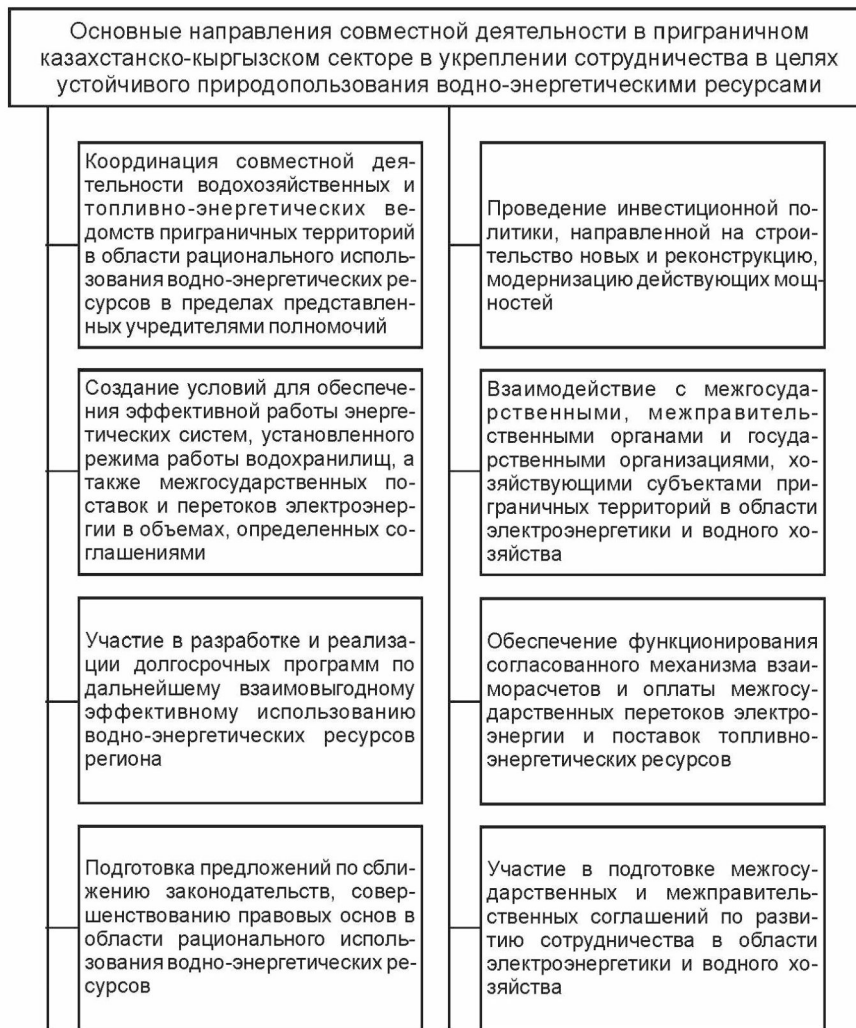 Основные направления совместной деятельности в приграничном
казахстанско-кыргызском секторе в укреплении сотрудничества в целях
устойчивого природопользования водно-энергетическими ресурсами
Координация совместной дея-
тельности водохозяйственных и
топливно-энергетических ве-
домств приграничных территорий
в области рационального исполь-
зования водно-энергетических ре-
сурсов в пределах представлен-
ных учредителями полномочий
Проведение инвестиционной по-
литики, направленной на строи-
тельство новых и реконструкцию,
модернизацию действующих мощ-
ностей
Создание условий для обеспече-
ния эффективной работы энерге-
тических систем, установленного
режима работы водохранилищ, а
также межгосударственных по-
ставок и перетоков электроэнер-
гии в объемах, определенных со-
глашениями
Взаимодействие с межгосуда-
рственными, межправитель-
ственными органами и госуда-
рственными организациями, хо-
зяйствующими субъектами при-
граничных территорий в области
электроэнергетики и водного хо-
зяйства
Участие в разработке и реализа-
ции долгосрочных программ по
дальнейшему взаимовыгодному
эффективному использованию
водно-энергетических ресурсов
региона
Обеспечение функционирования
согласованного механизма взаи-
морасчетов и оплаты межгосу-
дарственных перетоков электро-
энергии и поставок топливно-
энергетических ресурсов
Подготовка предложений по сбли-
жению законодательств, совер-
шенствованию правовых основ в
области рационального исполь-
зования водно-энергетических ре-
сурсов
Участие в подготовке межгосу-
дарственных и межправитель-
ственных соглашений по разви-
тию сотрудничества в области
электроэнергетики и водного хо-
зяйства